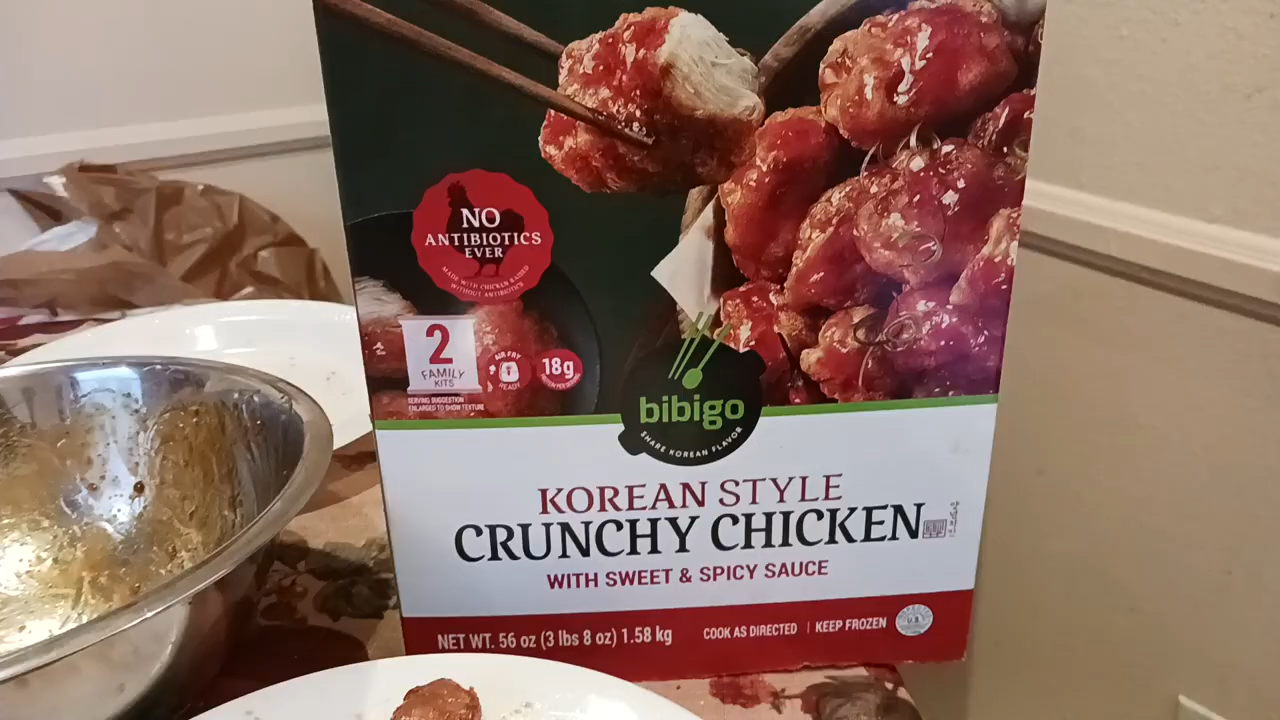 NO
ANTIBIOTICS
EVER
MADE WITH CHICKEN RAISED
WITHOUT ANTIBIOTICS
2
FAMILY
KITS
AIR FRY
READY
18g
SERVING SUGGESTION
ENLARGED TO SHOW TEXTURE
bibigo
SHARE KOREAN FLAVOR
KOREAN STYLE
CRUNCHY CHICKEN
WITH SWEET & SPICY SAUCE
NET WT. 56 oz (3 lbs 8 oz) 1.58 kg
COOK AS DIRECTED | KEEP FROZEN